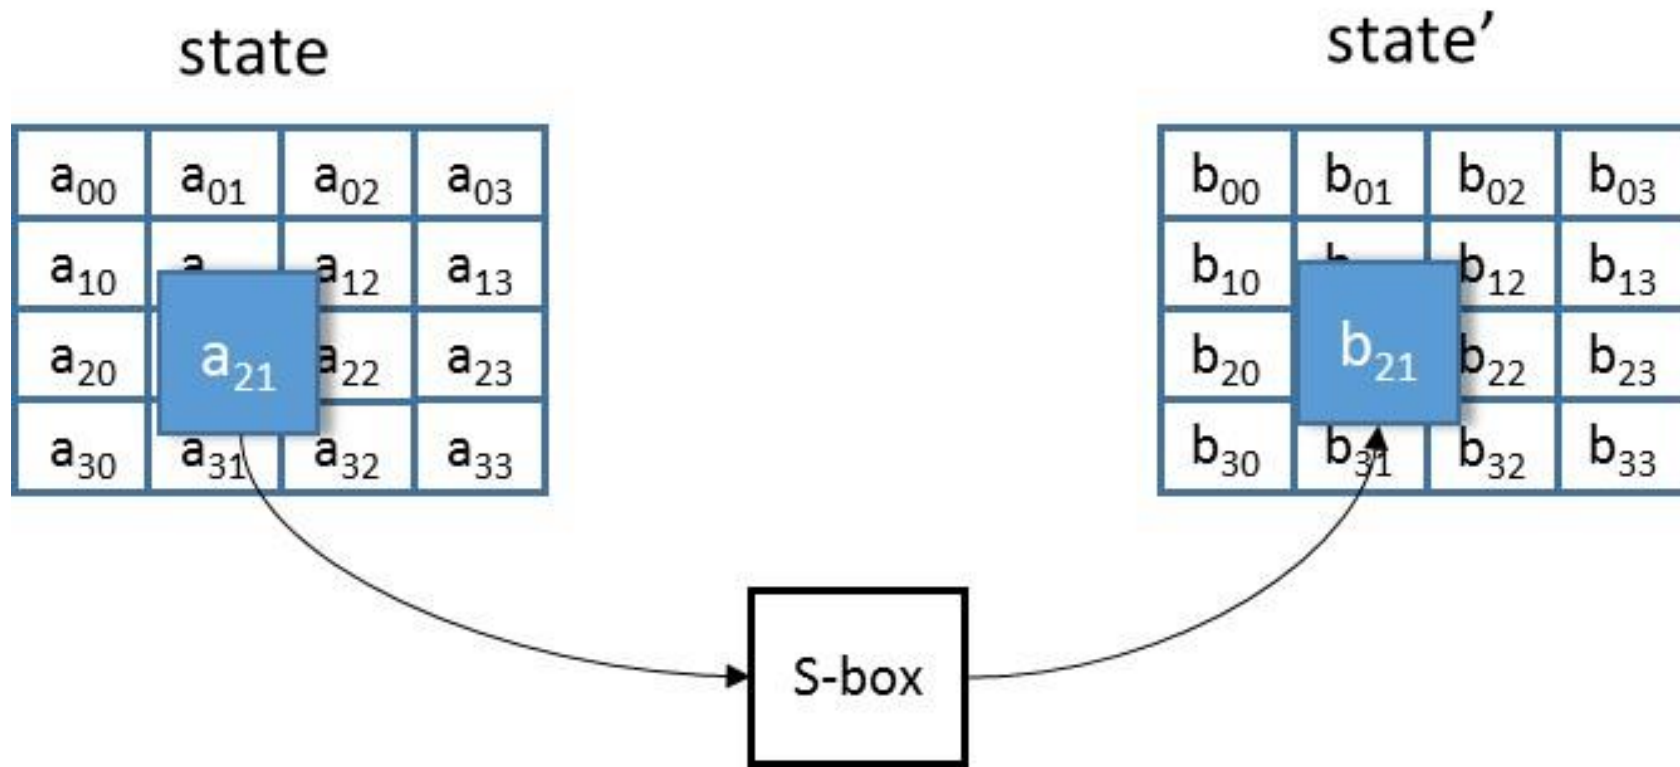 state
state’
a00 a01 a02 a03
a10 a a12 a13
a20 a21 a22 a23
a30 a31 a32 a33
b00 b01 b02 b03
b10 b12 b13
b20 b21 b22 b23
b30 b31 b32 b33
S-box